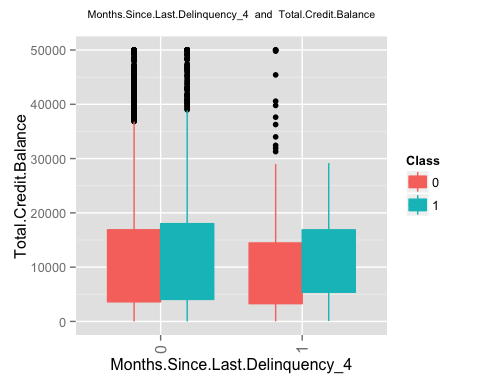 Months.Since.Last.Delinquency_4 and Total.Credit.Balance
50000
40000
30000
20000
10000
0
Total.Credit.Balance
0
1
Months.Since.Last.Delinquency_4
Class
0
1